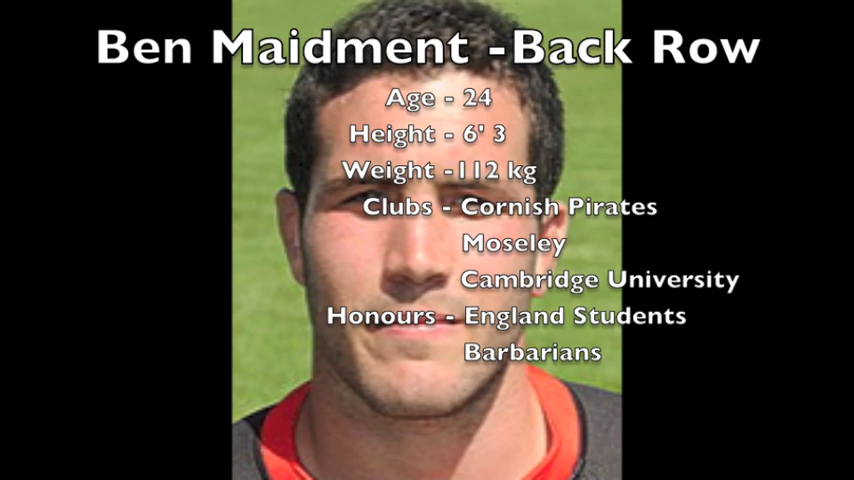 Ben Maidment -Back Row
Age - 24
Height - 6' 3
Weight -112 kg
Clubs - Cornish Pirates
Moseley
Cambridge University
Honours - England Students
Barbarians